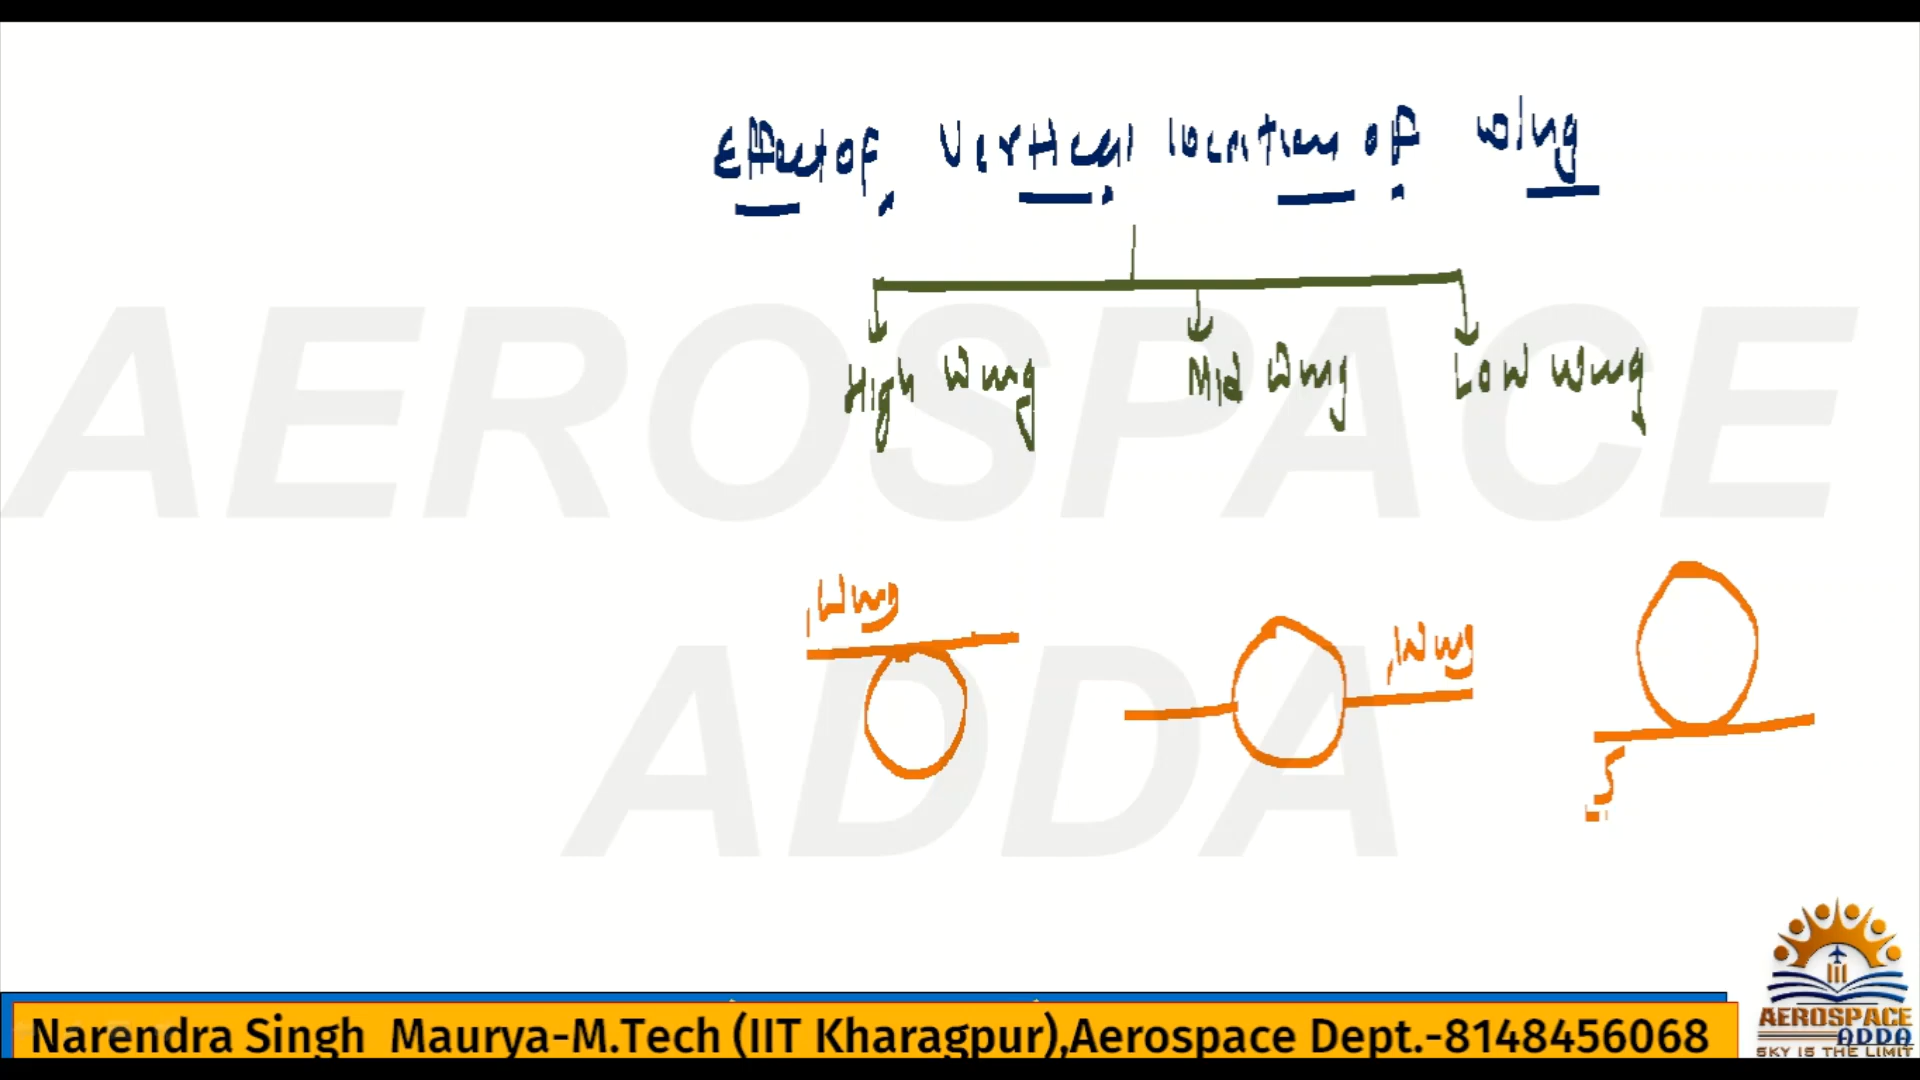 Effect of Vertical location of wing
High Wing Mid Wing Low Wing
Wing
Wing
AEROSPACE
ADDA
Narendra Singh Maurya-M.Tech (IIT Kharagpur),Aerospace Dept.-8148456068
AEROSPACE
ADDA
SKY IS THE LIMIT